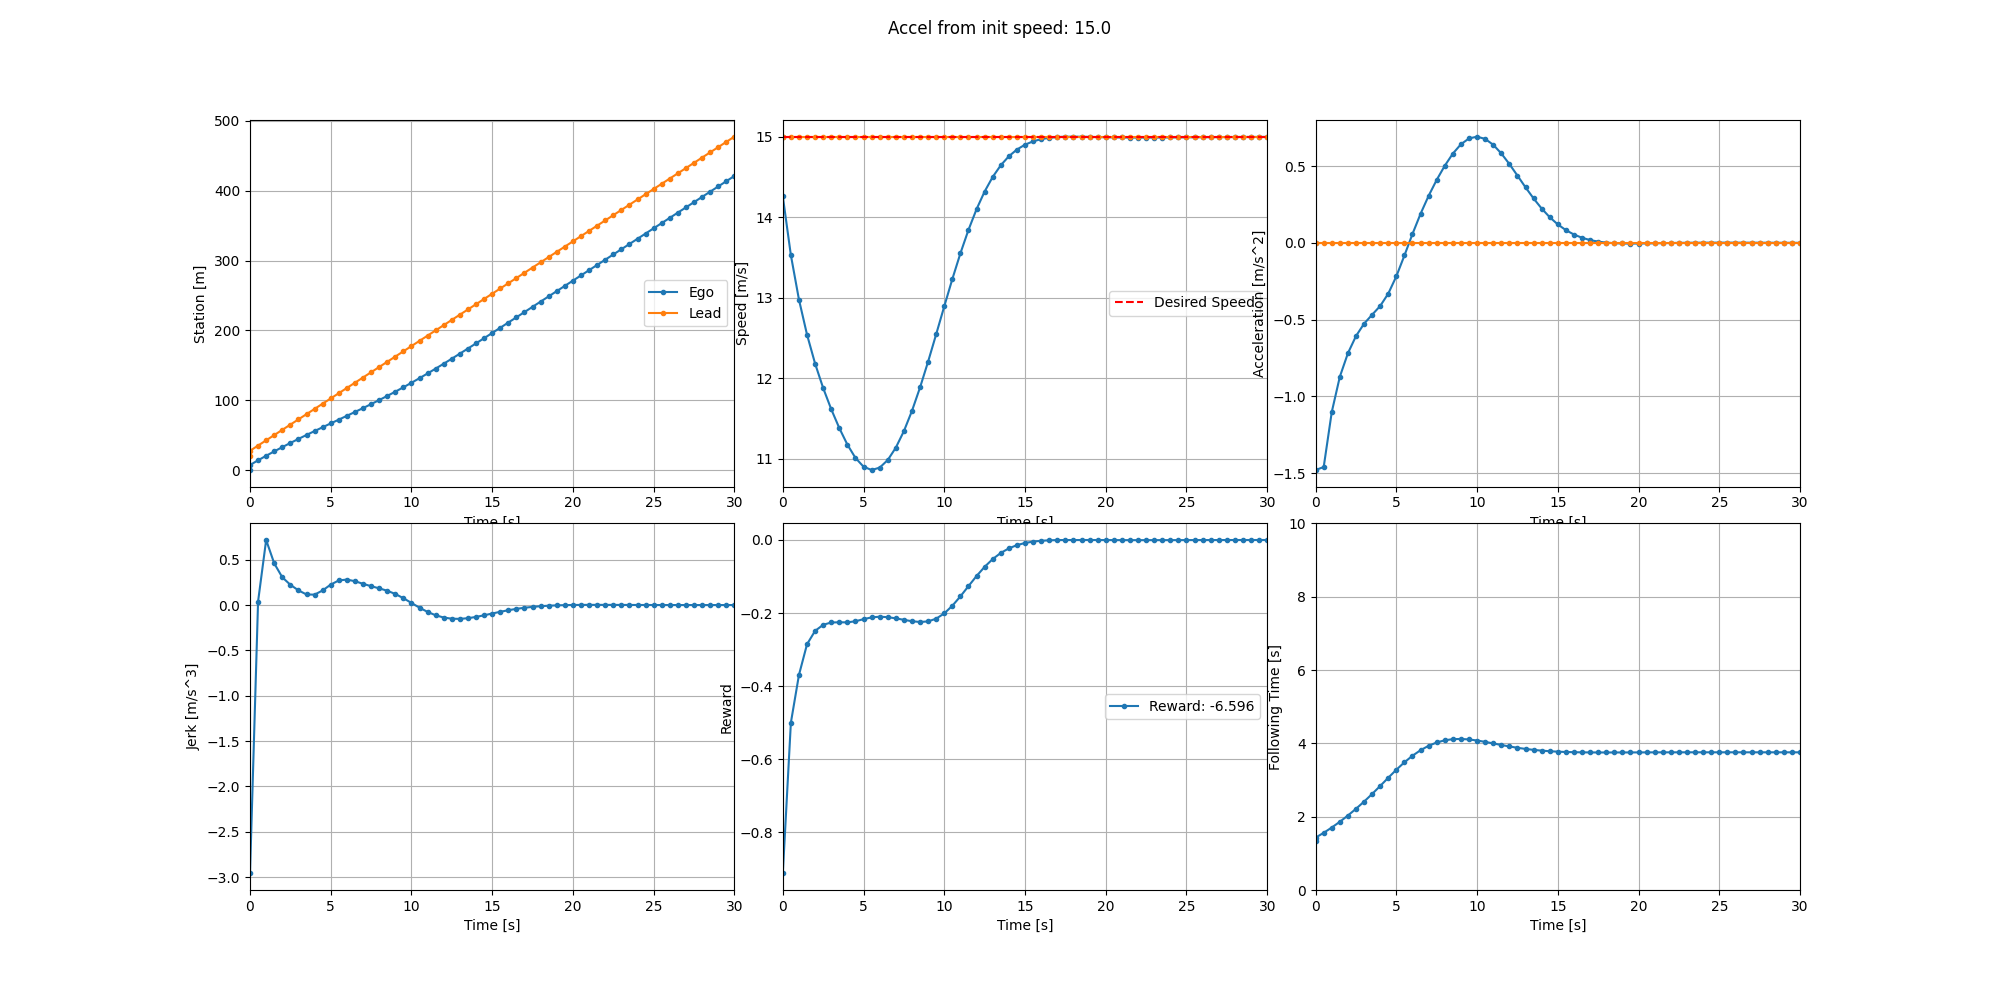 Accel from init speed: 15.0
Station [m]
500
400
300
200
100
0
0 5 10 15 20 25 30
Time [s]
Ego
Lead
Speed [m/s]
15
14
13
12
11
0 5 10 15 20 25 30
Time [s]
Desired Speed
Acceleration [m/s^2]
0.5
0.0
−0.5
−1.0
−1.5
0 5 10 15 20 25 30
Time [s]
Jerk [m/s^3]
0.5
0.0
−0.5
−1.0
−1.5
−2.0
−2.5
−3.0
0 5 10 15 20 25 30
Time [s]
Reward
0.0
−0.2
−0.4
−0.6
−0.8
0 5 10 15 20 25 30
Time [s]
Reward: -6.596
Following Time [s]
10
8
6
4
2
0
0 5 10 15 20 25 30
Time [s]